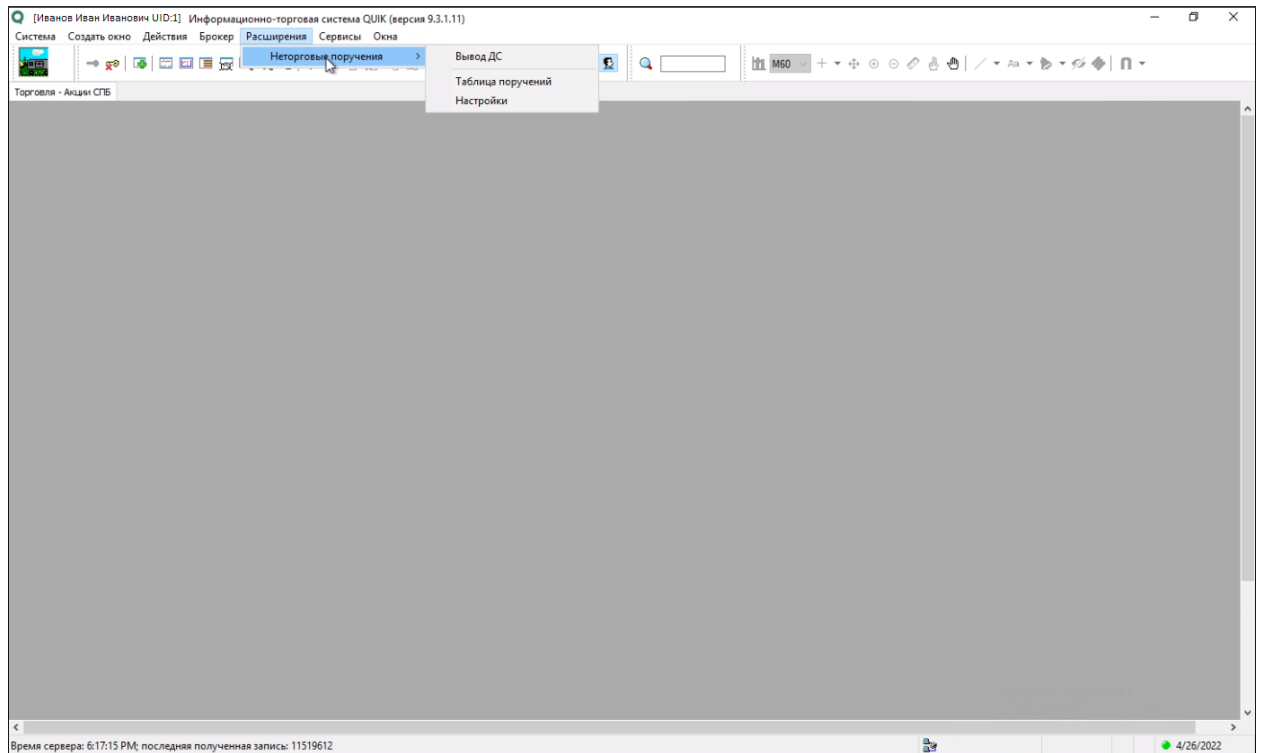 [Иванов Иван Иванович UID:1] Информационно-торговая система QUIK (версия 9.3.1.11)
Система Создать окно Действия Брокер Расширения Сервисы Окна
Неторговые поручения
Вывод ДС
Таблица поручений
Настройки
M60
Aa
Торговля - Акции СПБ
Время сервера: 6:17:15 PM; последняя полученная запись: 11519612
4/26/2022